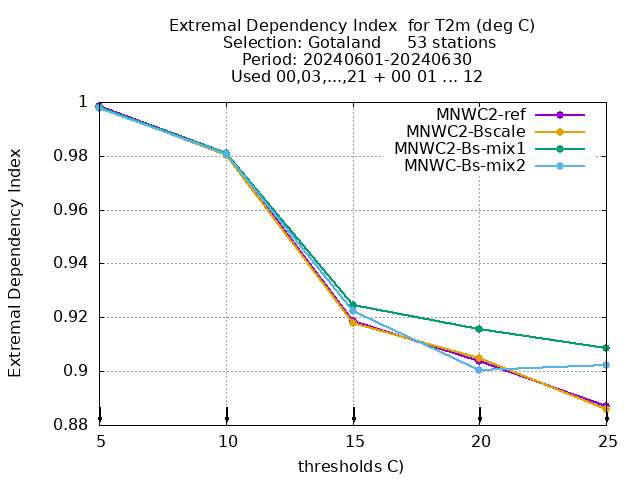 Extremal Dependency Index  for T2m (deg C)
Selection: Gotaland     53 stations
Period: 20240601-20240630
Used 00,03,...,21 + 00 01 ... 12
MNWC2-ref
MNWC2-Bscale
MNWC2-Bs-mix1
MNWC-Bs-mix2
Extremal Dependency Index
1
0.98
0.96
0.94
0.92
0.9
0.88
5 10 15 20 25
thresholds C)